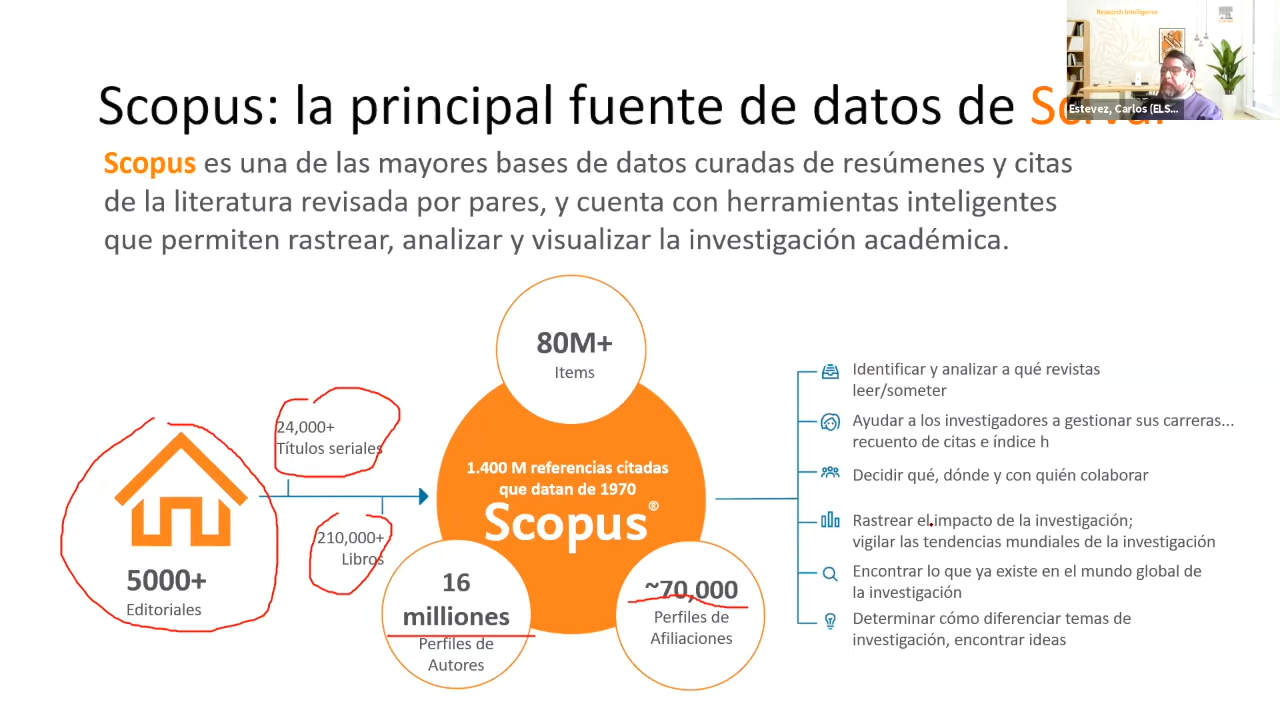 Research Intelligence
Estevez, Carlos (ELS...
Scopus: la principal fuente de datos de
Scopus es una de las mayores bases de datos curadas de resúmenes y citas
de la literatura revisada por pares, y cuenta con herramientas inteligentes
que permiten rastrear, analizar y visualizar la investigación académica.
5000+
Editoriales
24,000+
Títulos seriales
210,000+
Libros
80M+
Items
1.400 M referencias citadas
que datan de 1970
Scopus®
16
milliones
Perfiles de
Autores
~70,000
Perfiles de
Afiliaciones
Identificar y analizar a qué revistas
leer/someter
Ayudar a los investigadores a gestionar sus carreras...
recuento de citas e índice h
Decidir qué, dónde y con quién colaborar
Rastrear el impacto de la investigación;
vigilar las tendencias mundiales de la investigación
Encontrar lo que ya existe en el mundo global de
la investigación
Determinar cómo diferenciar temas de
investigación, encontrar ideas